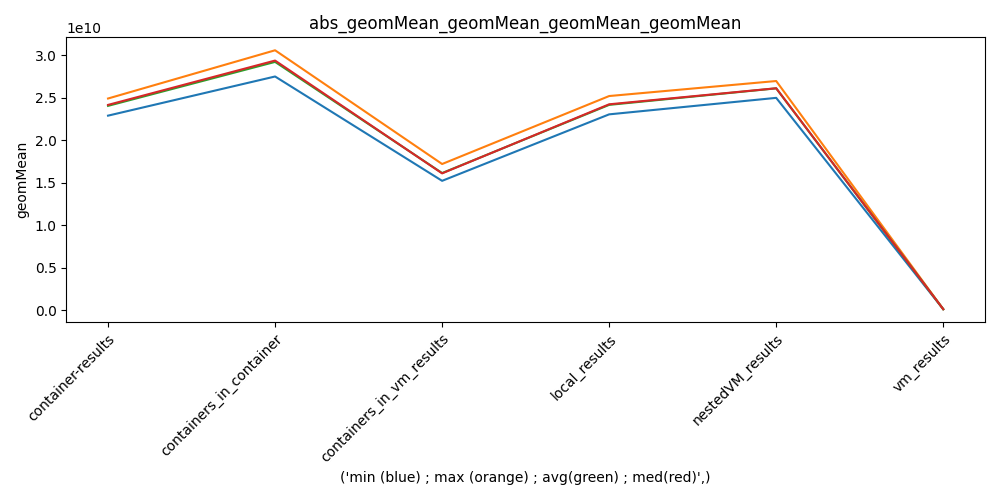 abs_geomMean_geomMean_geomMean_geomMean
1e10
3.0
2.5
2.0
1.5
1.0
0.5
0.0
geomMean
container-results
containers_in_container
containers_in_vm_results
local_results
nestedVM_results
vm_results
('min (blue) ; max (orange) ; avg(green) ; med(red)',)